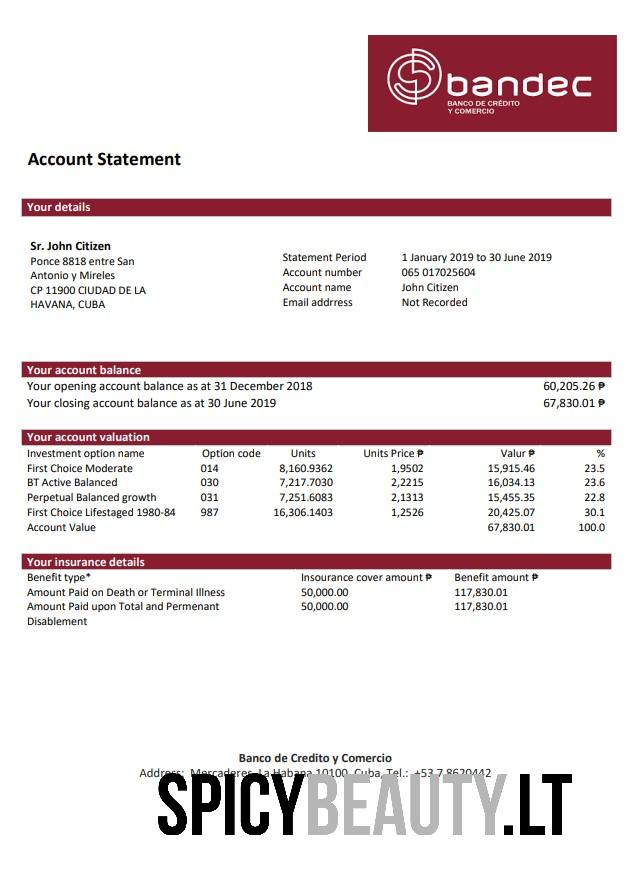 bandec
BANCO DE CRÉDITO
Y COMERCIO
Account Statement
Your details
Sr. John Citizen
Ponce 8818 entre San
Antonio y Mireles
CP 11900 CIUDAD DE LA
HAVANA, CUBA
Statement Period 1 January 2019 to 30 June 2019
Account number 065 017025604
Account name John Citizen
Email addrress Not Recorded
Your account balance
Your opening account balance as at 31 December 2018 60,205.26 ₱
Your closing account balance as at 30 June 2019 67,830.01 ₱
Your account valuation
Investment option name Option code Units Units Price ₱ Valur ₱ %
First Choice Moderate 014 8,160.9362 1,9502 15,915.46 23.5
BT Active Balanced 030 7,217.7030 2,2215 16,034.13 23.6
Perpetual Balanced growth 031 7,251.6083 2,1313 15,455.35 22.8
First Choice Lifestaged 1980-84 987 16,306.1403 1,2526 20,425.07 30.1
Account Value 67,830.01 100.0
Your insurance details
Benefit type* Insourance cover amount ₱ Benefit amount ₱
Amount Paid on Death or Terminal Illness 50,000.00 117,830.01
Amount Paid upon Total and Permenant 50,000.00 117,830.01
Disablement
Banco de Credito y Comercio
Address: Mercaderes, La Habana 10100, Cuba, Tel.: +53 7 8620442
SPICYBEAUTY.LT